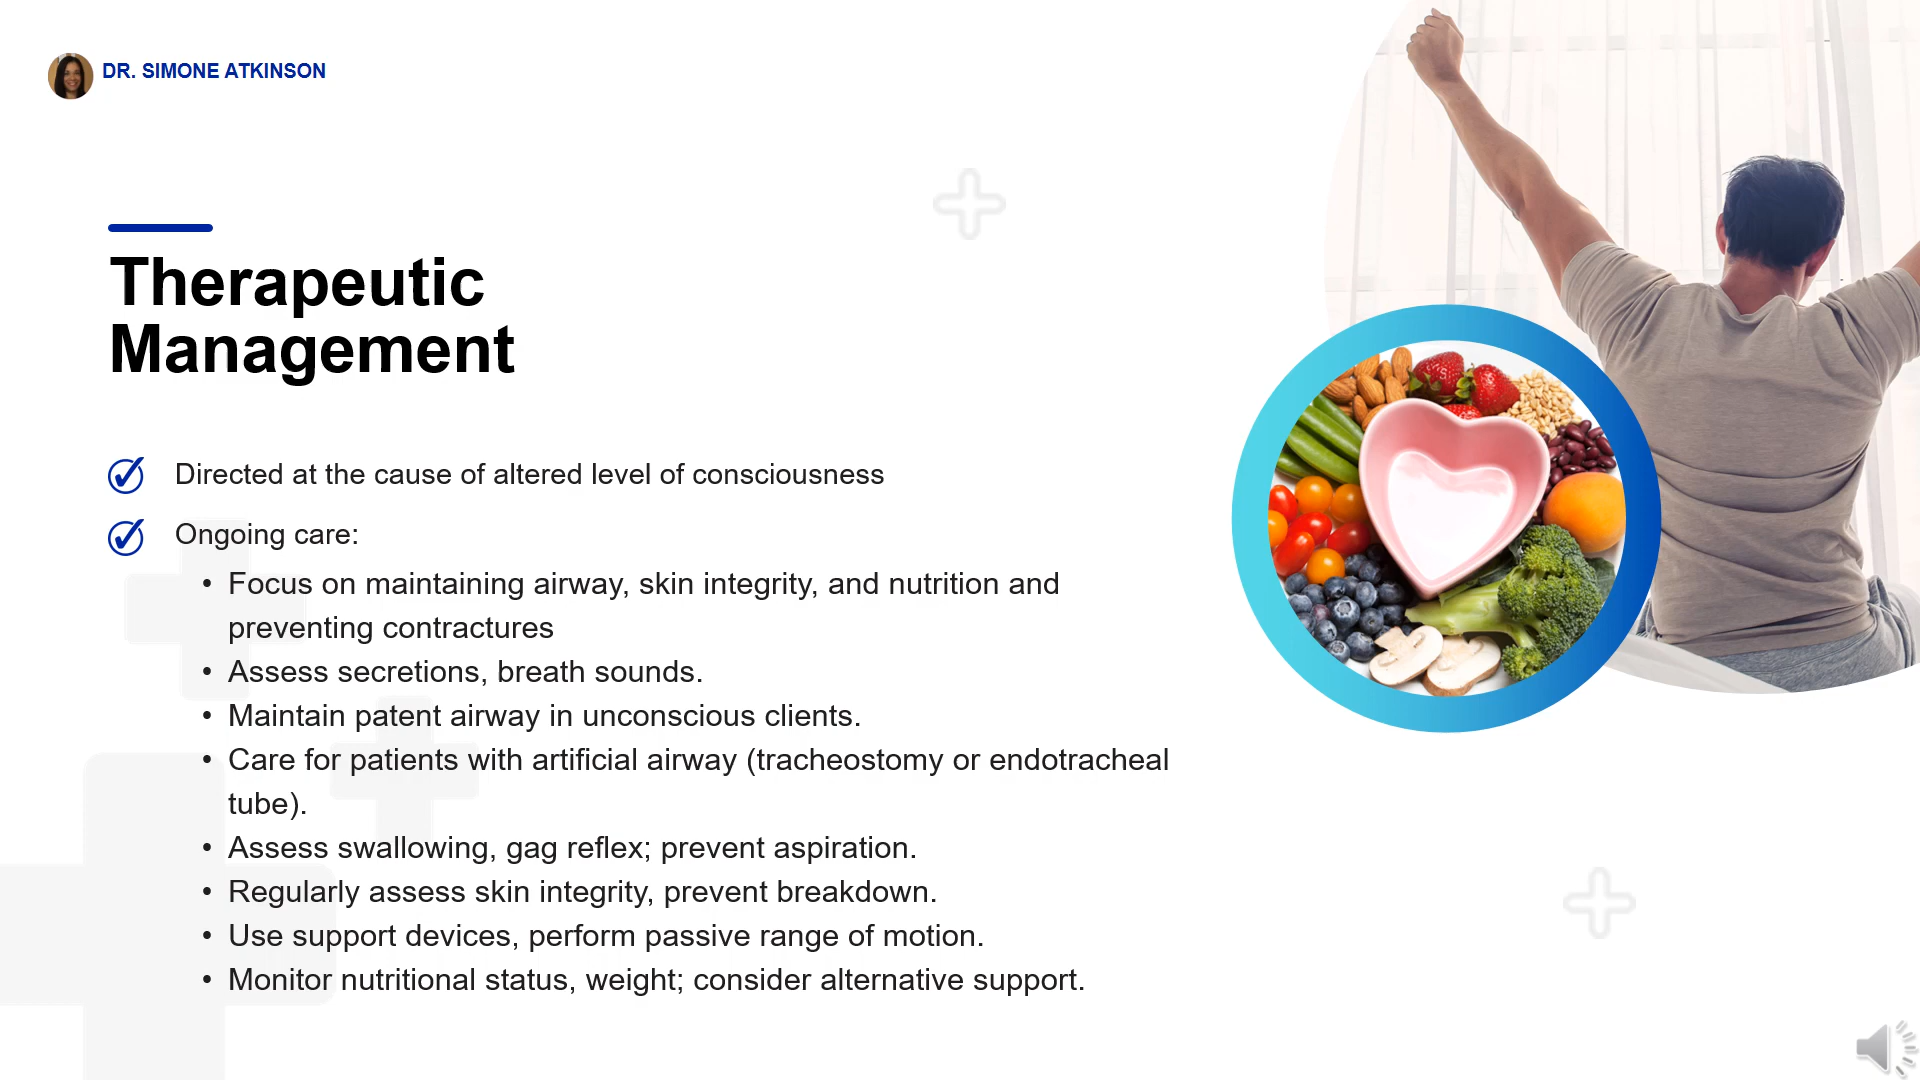 DR. SIMONE ATKINSON
Therapeutic
Management
Directed at the cause of altered level of consciousness
Ongoing care:
• Focus on maintaining airway, skin integrity, and nutrition and
preventing contractures
• Assess secretions, breath sounds.
• Maintain patent airway in unconscious clients.
• Care for patients with artificial airway (tracheostomy or endotracheal
tube).
• Assess swallowing, gag reflex; prevent aspiration.
• Regularly assess skin integrity, prevent breakdown.
• Use support devices, perform passive range of motion.
• Monitor nutritional status, weight; consider alternative support.